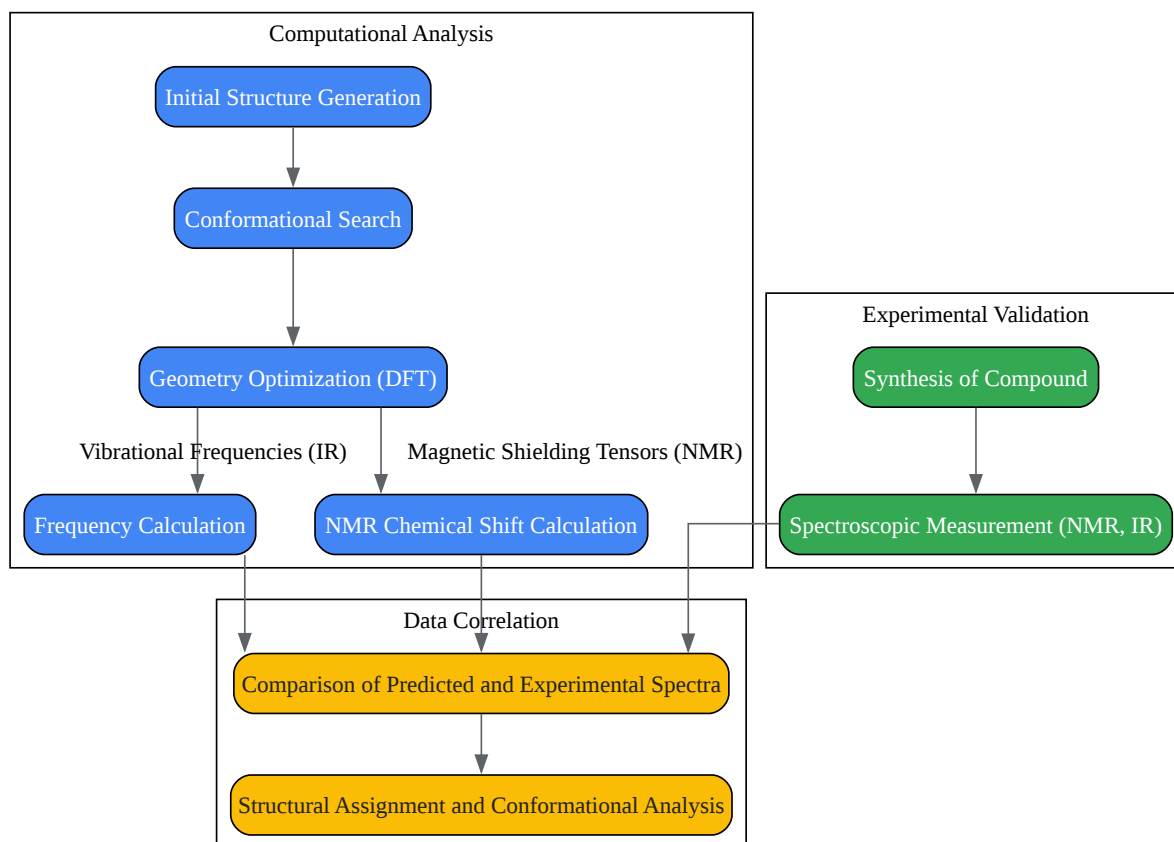 Computational Analysis
Initial Structure Generation
Conformational Search
Geometry Optimization (DFT)
Vibrational Frequencies (IR)
Magnetic Shielding Tensors (NMR)
Frequency Calculation
NMR Chemical Shift Calculation
Experimental Validation
Synthesis of Compound
Spectroscopic Measurement (NMR, IR)
Data Correlation
Comparison of Predicted and Experimental Spectra
Structural Assignment and Conformational Analysis